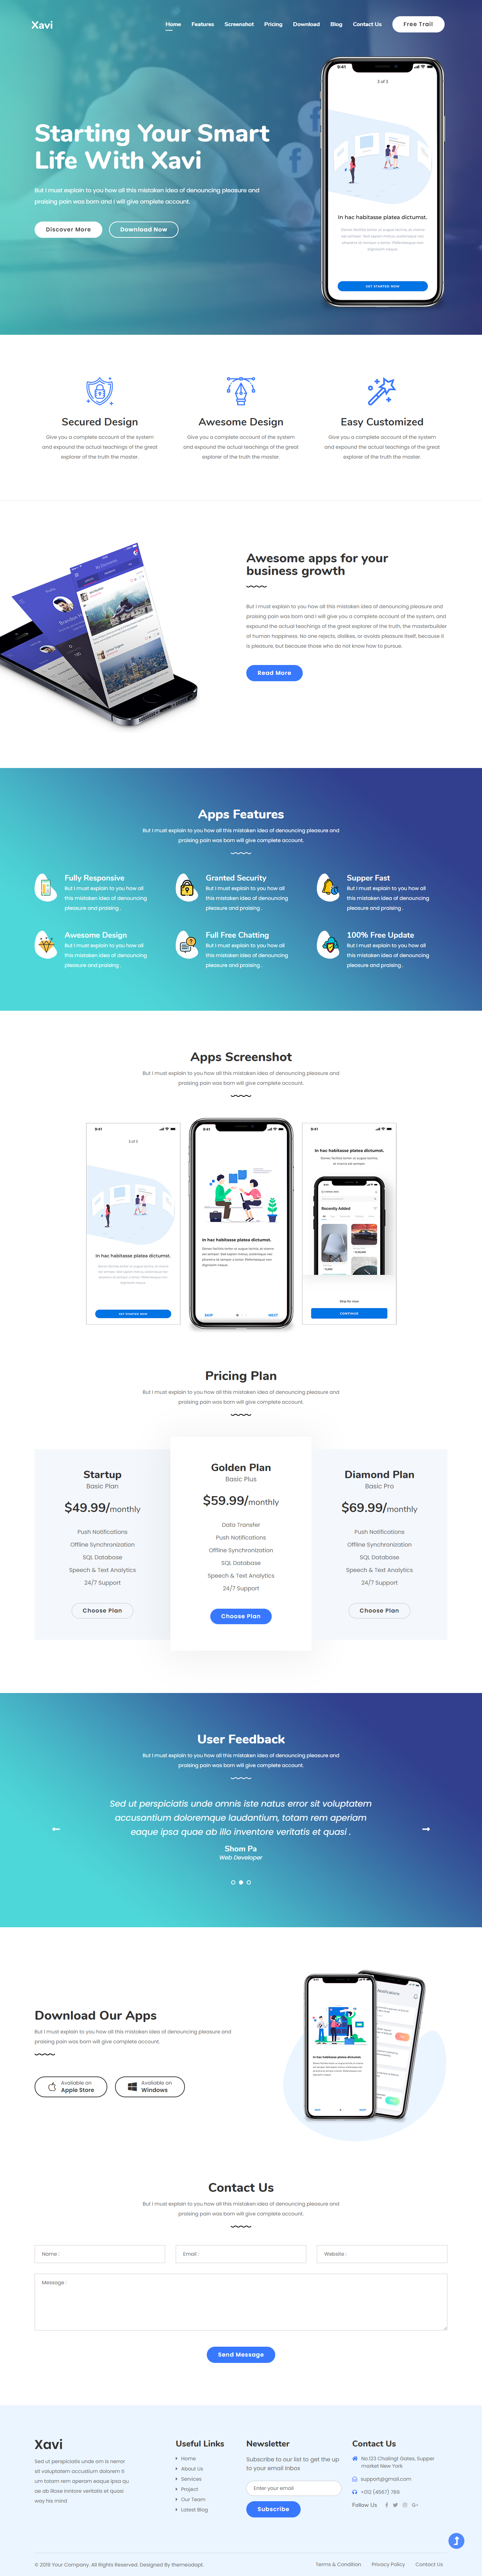 Xavi
Home Features Screenshot Pricing Download Blog Contact Us Free Trail
9:41
3 of 3
Starting Your Smart
Life With Xavi
But I must explain to you how all this mistaken idea of denouncing pleasure and
praising pain was born and I will give omplete account.
Discover More Download Now
In hac habitasse platea dictumst.
GET STARTED NOW
Secured Design
Give you a complete account of the system
and expound the actual teachings of the great
explorer of the truth the master.
Awesome Design
Give you a complete account of the system
and expound the actual teachings of the great
explorer of the truth the master.
Easy Customized
Give you a complete account of the system
and expound the actual teachings of the great
explorer of the truth the master.
Awesome apps for your
business growth
But I must explain to you how all this mistaken idea of denouncing pleasure and
praising pain was born and I will give you a complete account of the system, and
expound the actual teachings of the great explorer of the truth, the masterbuilder
of human happiness. No one rejects, dislikes, or avoids pleasure itself, because it
is pleasure, but because those who do not know how to pursue.
Read More
Apps Features
But I must explain to you how all this mistaken idea of denouncing pleasure and
praising pain was born will give complete account.
Fully Responsive
But I must explain to you how all
this mistaken idea of denouncing
pleasure and praising .
Granted Security
But I must explain to you how all
this mistaken idea of denouncing
pleasure and praising .
Supper Fast
But I must explain to you how all
this mistaken idea of denouncing
pleasure and praising .
Awesome Design
But I must explain to you how all
this mistaken idea of denouncing
pleasure and praising .
Full Free Chatting
But I must explain to you how all
this mistaken idea of denouncing
pleasure and praising .
100% Free Update
But I must explain to you how all
this mistaken idea of denouncing
pleasure and praising .
Apps Screenshot
But I must explain to you how all this mistaken idea of denouncing pleasure and
praising pain was born will give complete account.
9:41
3 of 3
In hac habitasse platea dictumst.
GET STARTED NOW
9:41
In hac habitasse platea dictumst.
SKIP NEXT
9:41
In hac habitasse platea dictumst.
Recently Added
Skip for now
CONTINUE
Pricing Plan
But I must explain to you how all this mistaken idea of denouncing pleasure and
praising pain was born will give complete account.
Startup
Basic Plan
$49.99/monthly
Push Notifications
Offline Synchronization
SQL Database
Speech & Text Analytics
24/7 Support
Choose Plan
Golden Plan
Basic Plus
$59.99/monthly
Data Transfer
Push Notifications
Offline Synchronization
SQL Database
Speech & Text Analytics
24/7 Support
Choose Plan
Diamond Plan
Basic Pro
$69.99/monthly
Push Notifications
Offline Synchronization
SQL Database
Speech & Text Analytics
24/7 Support
Choose Plan
User Feedback
But I must explain to you how all this mistaken idea of denouncing pleasure and
praising pain was born will give complete account.
Sed ut perspiciatis unde omnis iste natus error sit voluptatem
accusantium doloremque laudantium, totam rem aperiam
eaque ipsa quae ab illo inventore veritatis et quasi .
Shom Pa
Web Developer
Download Our Apps
But I must explain to you how all this mistaken idea of denouncing pleasure and
praising pain was born will give complete account.
Available on
Apple Store
Available on
Windows
In hac habitasse platea dictumst.
Notifications
Contact Us
But I must explain to you how all this mistaken idea of denouncing pleasure and
praising pain was born will give complete account.
Name : Email : Website :
Message :
Send Message
Xavi
Sed ut perspiciatis unde om is nerror
sit voluptatem accustium dolorem ti
um totam rem aperam eaque ipsa qu
ae ab illose inntore veritatis et quasi
way his mind
Useful Links
Home
About Us
Services
Project
Our Team
Latest Blog
Newsletter
Subscribe to our list to get the up
to your email inbox
Enter your email
Subscribe
Contact Us
No.123 Chalingt Gates, Supper
market New York
support@gmail.com
+012 (4567) 789
Follow Us
© 2019 Your Company. All Rights Reserved. Designed By themesdept.
Terms & Condition Privacy Policy Contact Us